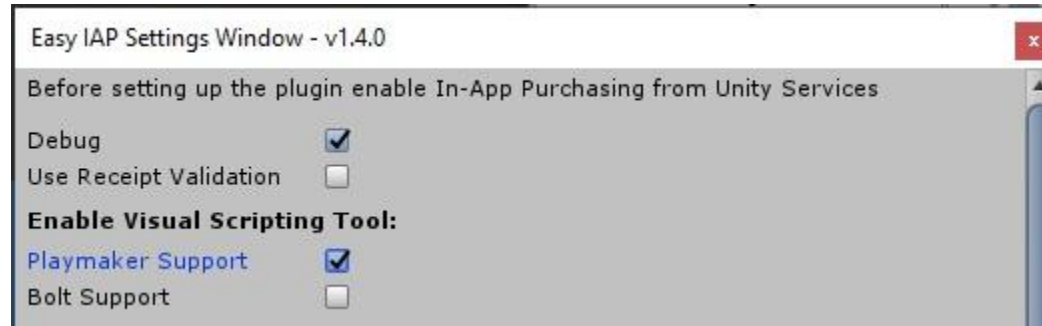 Easy IAP Settings Window - v1.4.0
x
Before setting up the plugin enable In-App Purchasing from Unity Services
Debug
Use Receipt Validation
Enable Visual Scripting Tool:
Playmaker Support
Bolt Support